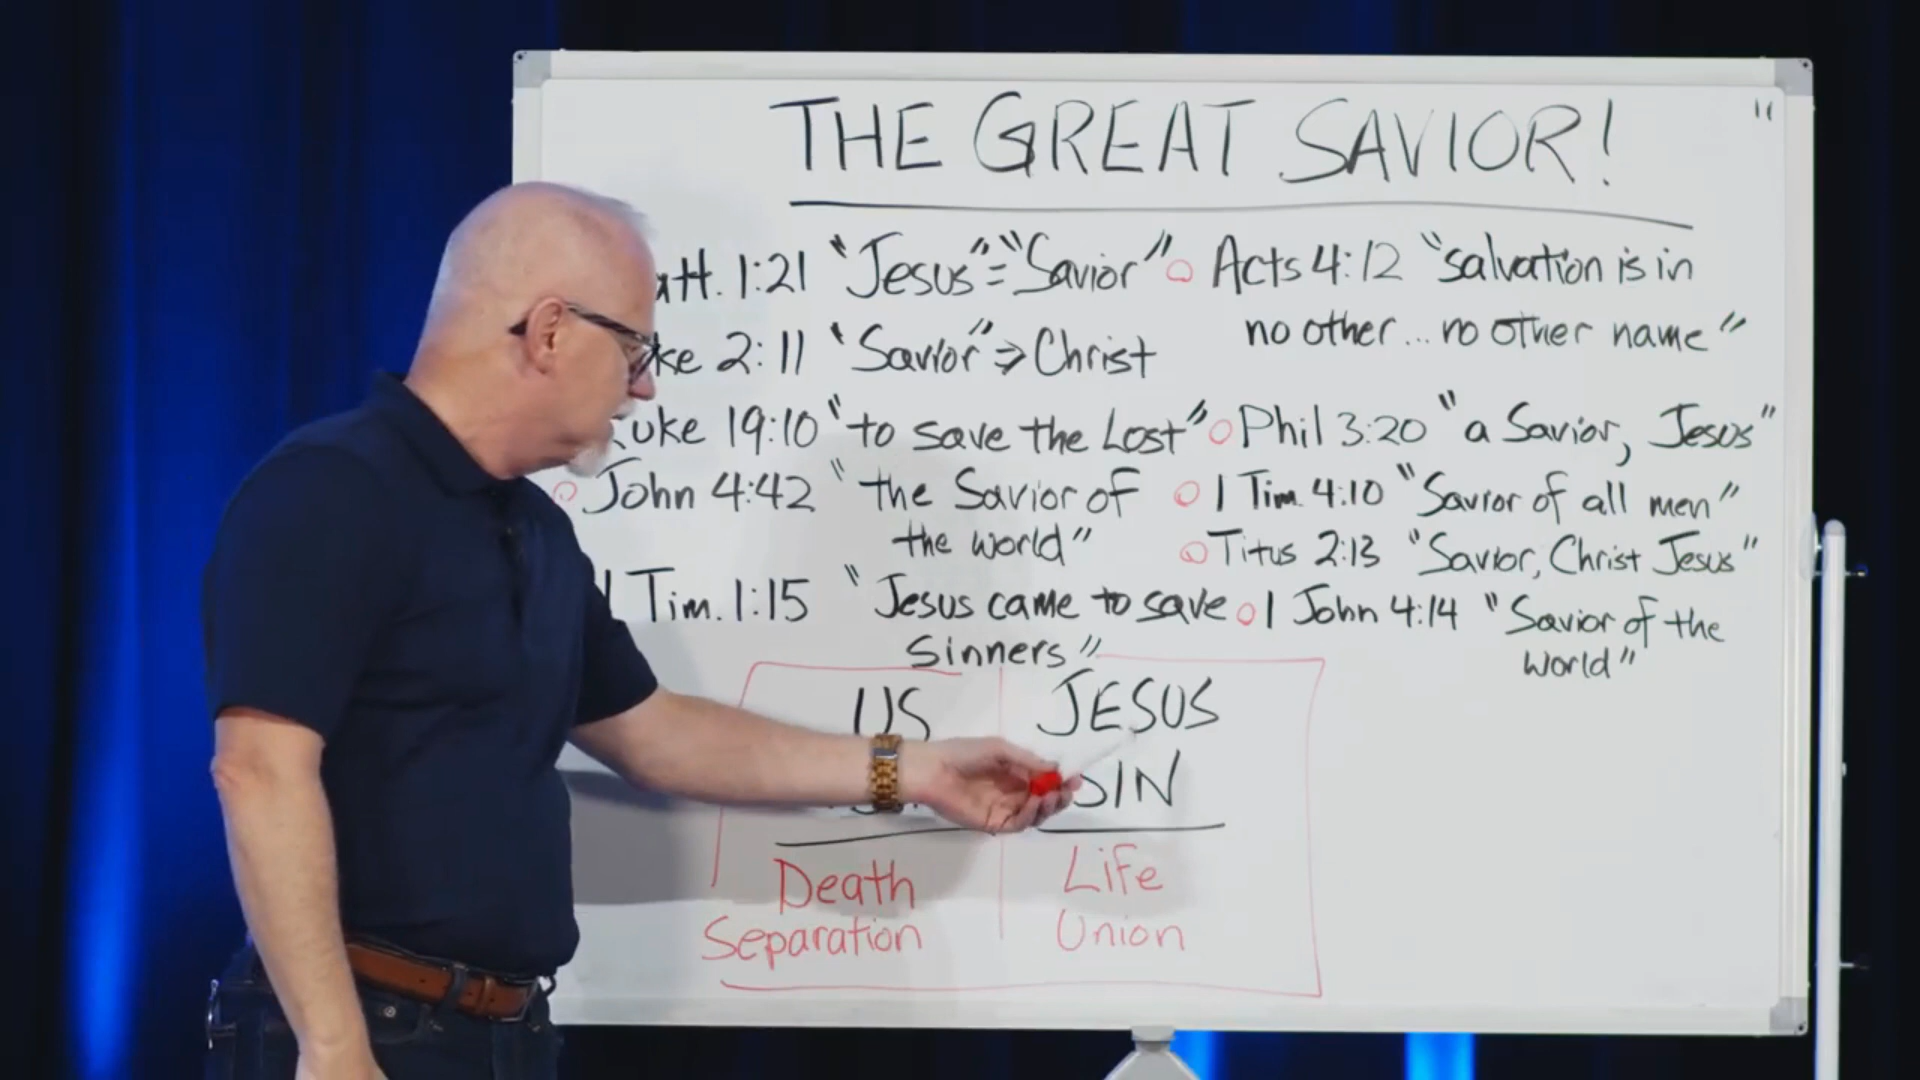 THE GREAT SAVIOR!
"
att. 1:21 "Jesus" = "Savior"
ke 2:11 "Savior" ⇒ Christ
Luke 19:10 "to save the Lost"
John 4:42 "the Savior of
the world"
1 Tim. 1:15 "Jesus came to save
Sinners"
Acts 4:12 "salvation is in
no other... no other name"
Phil 3:20 "a Savior, Jesus"
1 Tim. 4:10 "Savior of all men"
Titus 2:13 "Savior, Christ Jesus"
1 John 4:14 "Savior of the
world"
US
Death
Separation
JESUS
SIN
Life
Union